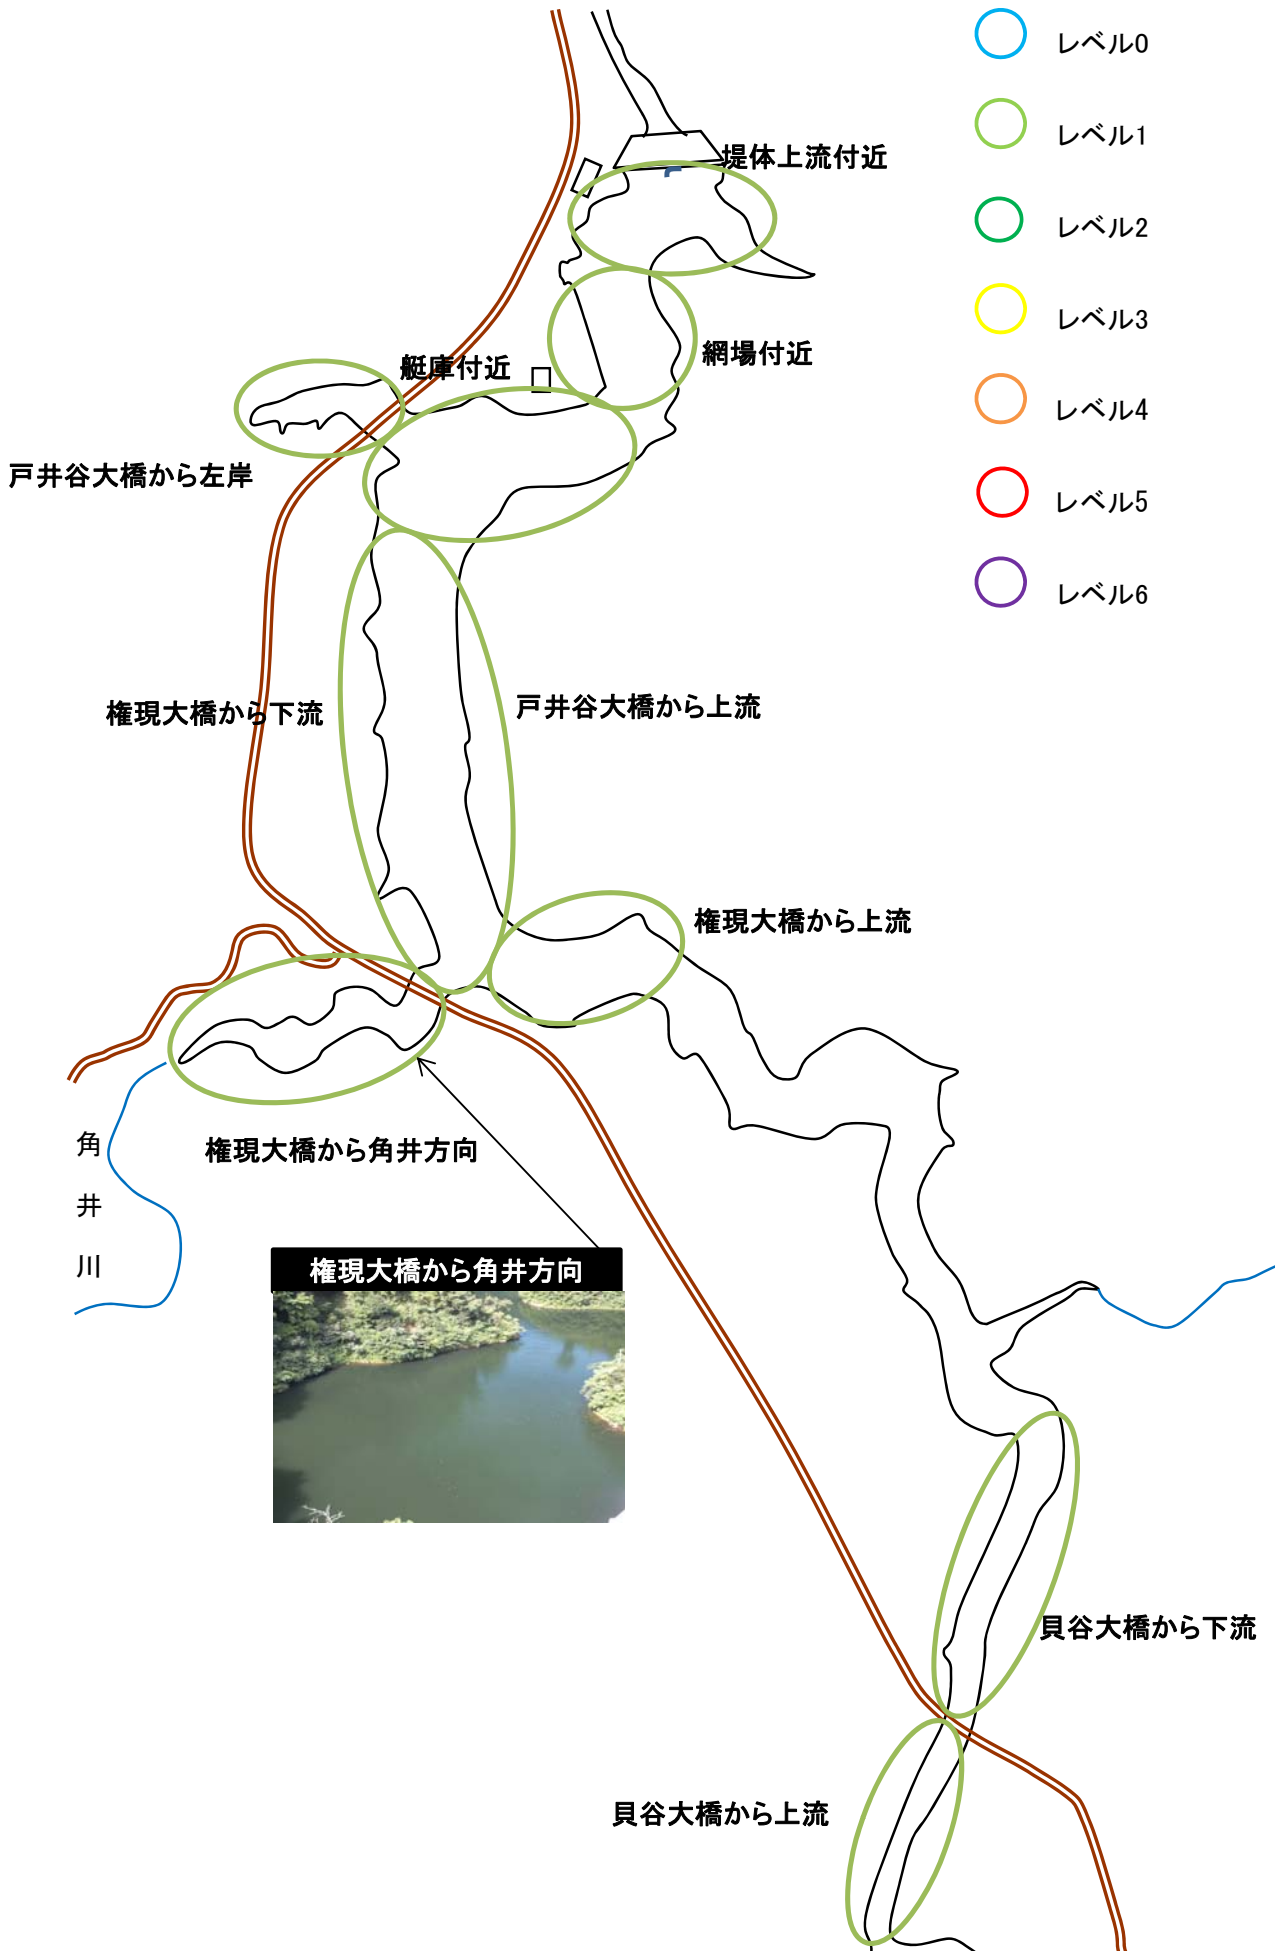 レベル0
レベル1
堤体上流付近
レベル2
レベル3
網場付近
艇庫付近
レベル4
戸井谷大橋から左岸
レベル5
レベル6
権現大橋から下流
戸井谷大橋から上流
権現大橋から上流
角井川
権現大橋から角井方向
権現大橋から角井方向
貝谷大橋から下流
貝谷大橋から上流